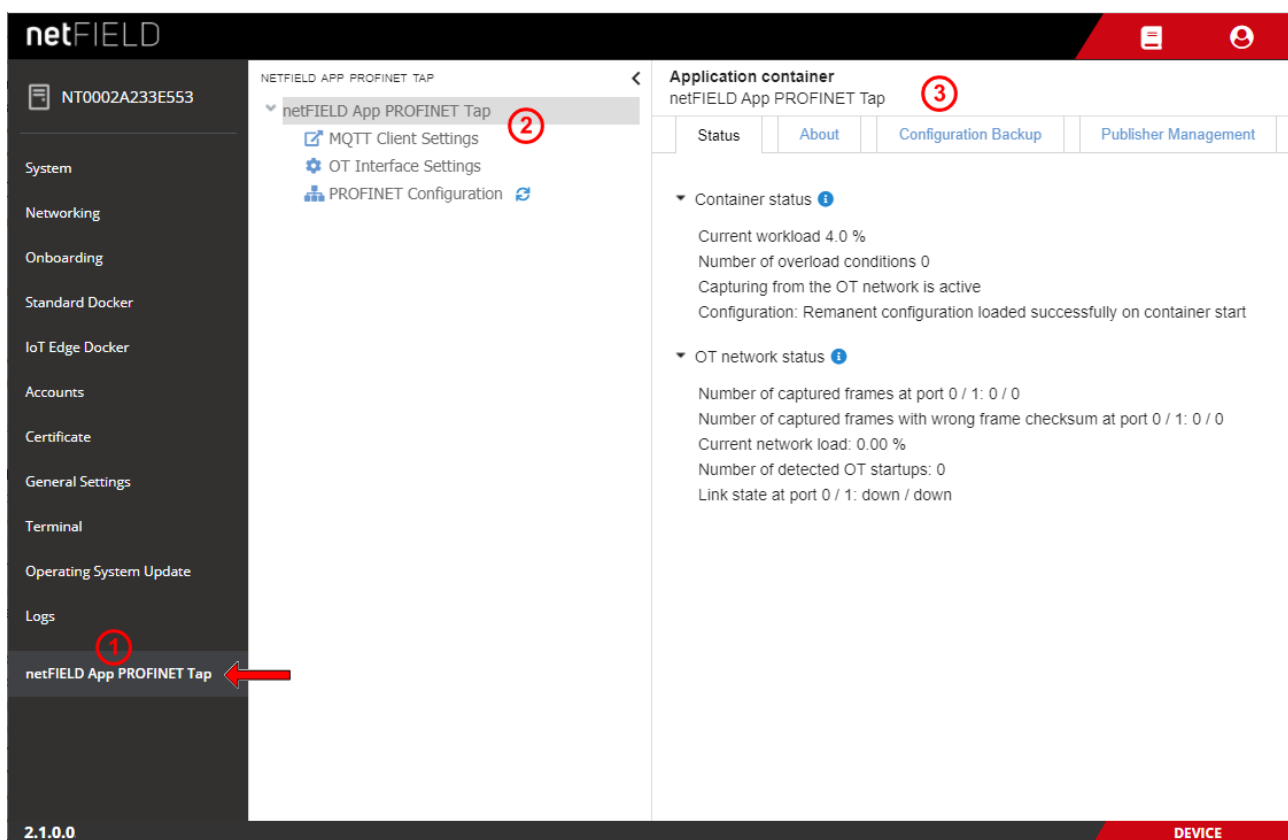 netFIELD
NT0002A233E553
System
Networking
Onboarding
Standard Docker
IoT Edge Docker
Accounts
Certificate
General Settings
Terminal
Operating System Update
Logs
1
netFIELD App PROFINET Tap
2.1.0.0
NETFIELD APP PROFINET TAP
netFIELD App PROFINET Tap
2
MQTT Client Settings
OT Interface Settings
PROFINET Configuration
Application container
netFIELD App PROFINET Tap
3
Status About Configuration Backup Publisher Management
Container status
Current workload 4.0 %
Number of overload conditions 0
Capturing from the OT network is active
Configuration: Remanent configuration loaded successfully on container start
OT network status
Number of captured frames at port 0 / 1: 0 / 0
Number of captured frames with wrong frame checksum at port 0 / 1: 0 / 0
Current network load: 0.00 %
Number of detected OT startups: 0
Link state at port 0 / 1: down / down
DEVICE